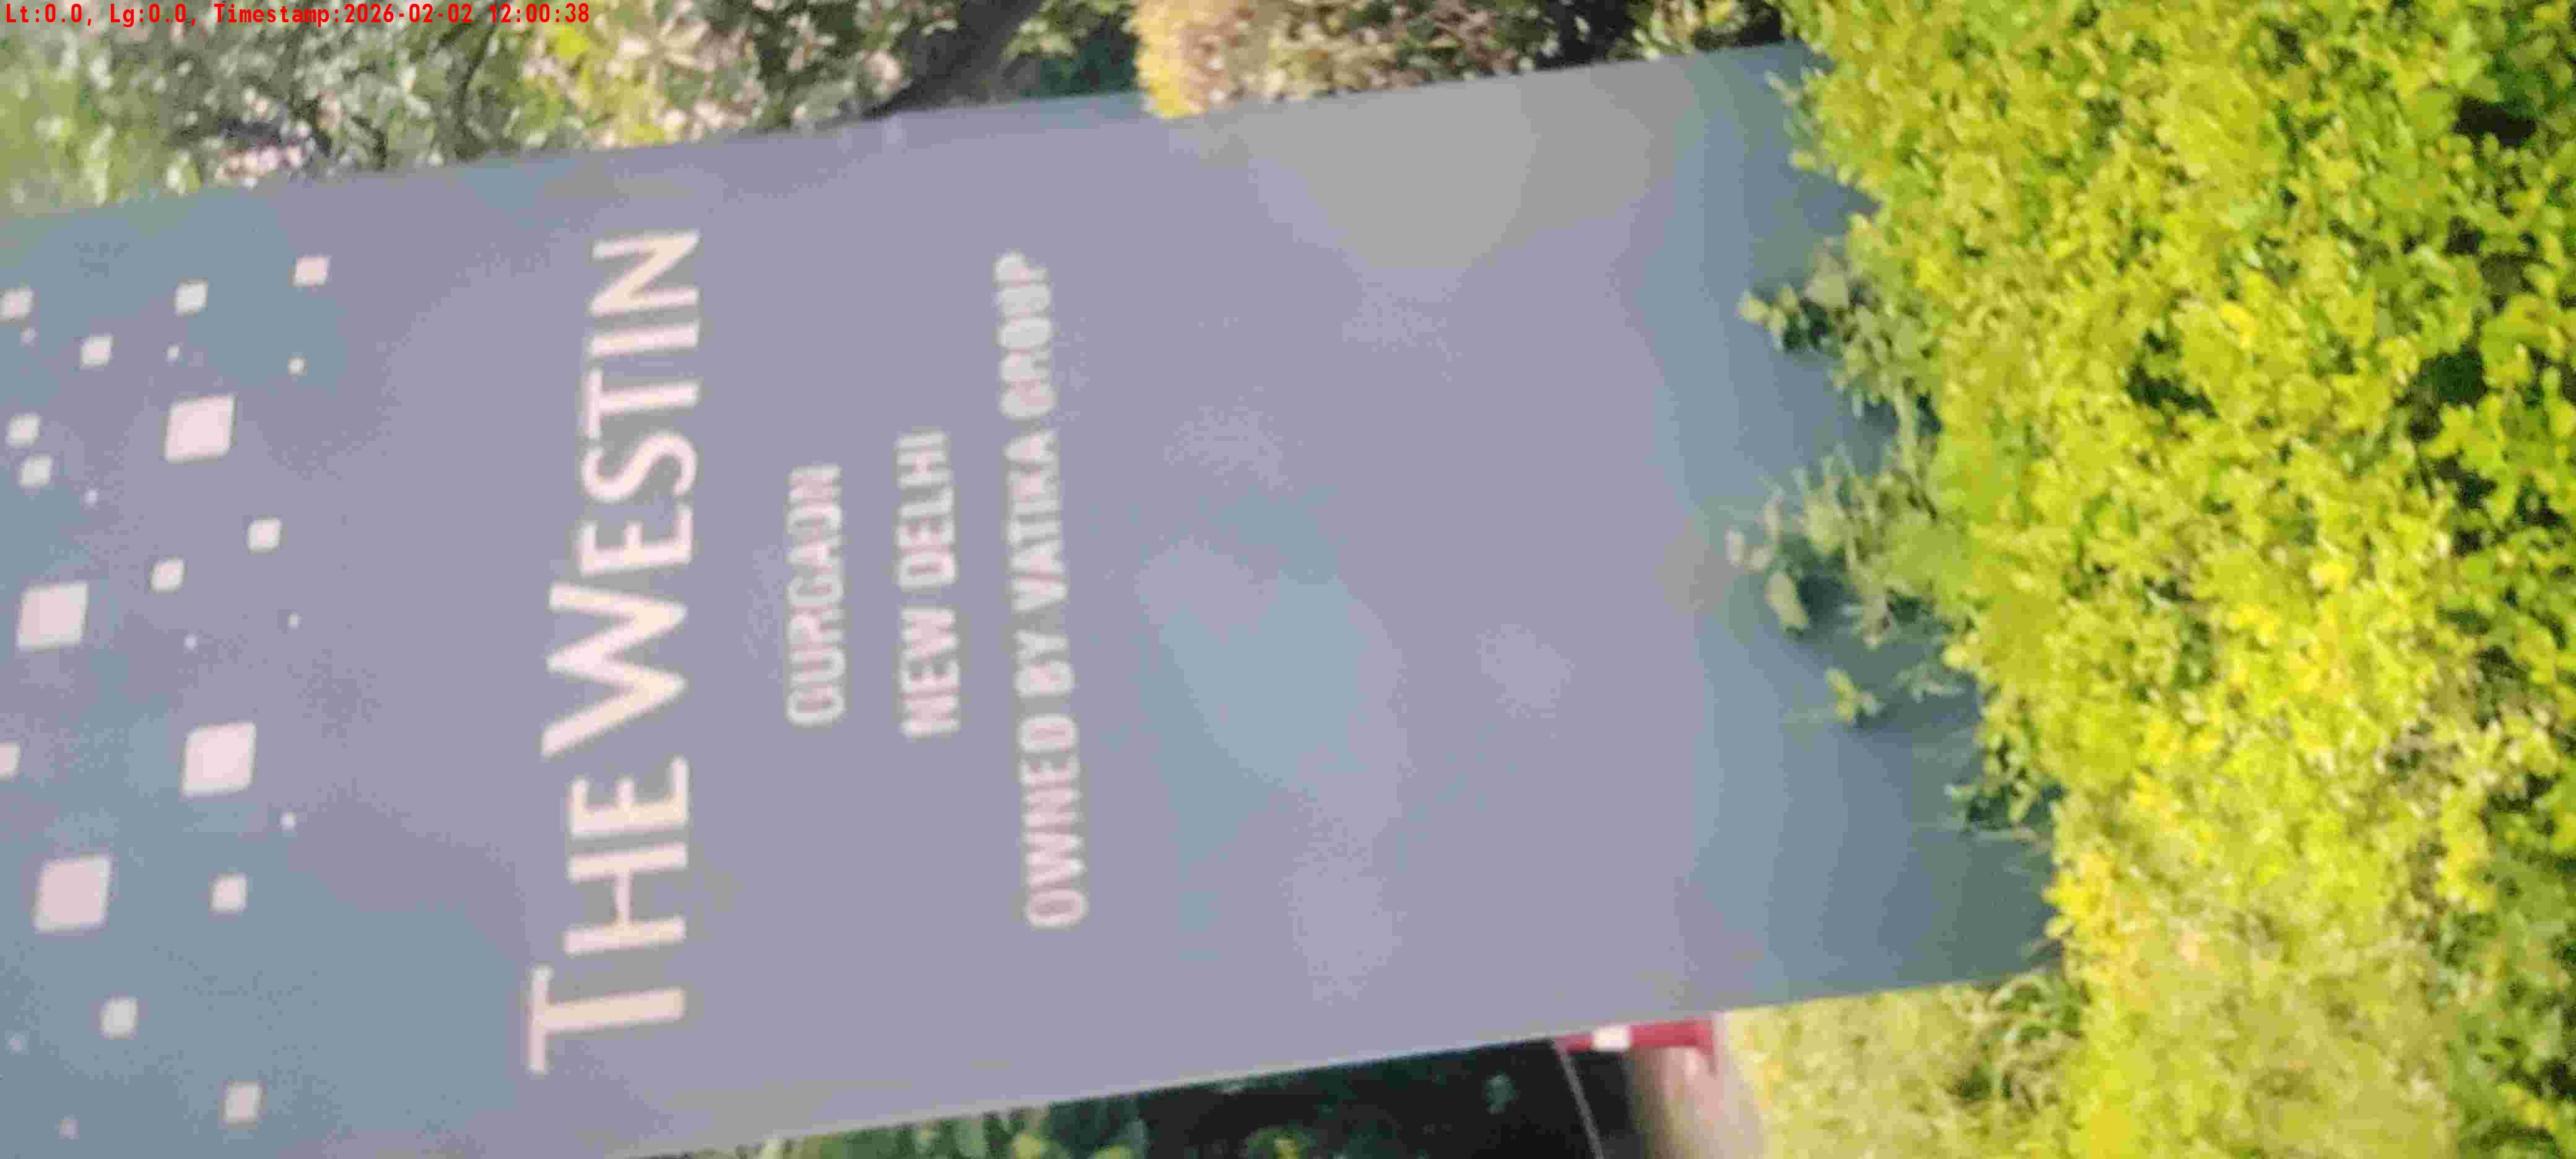 Lt:0.0, Lg:0.0, Timestamp:2026-02-02 12:00:38
THE WESTIN
GURGAON
NEW DELHI
OWNED BY VATIKA GROUP